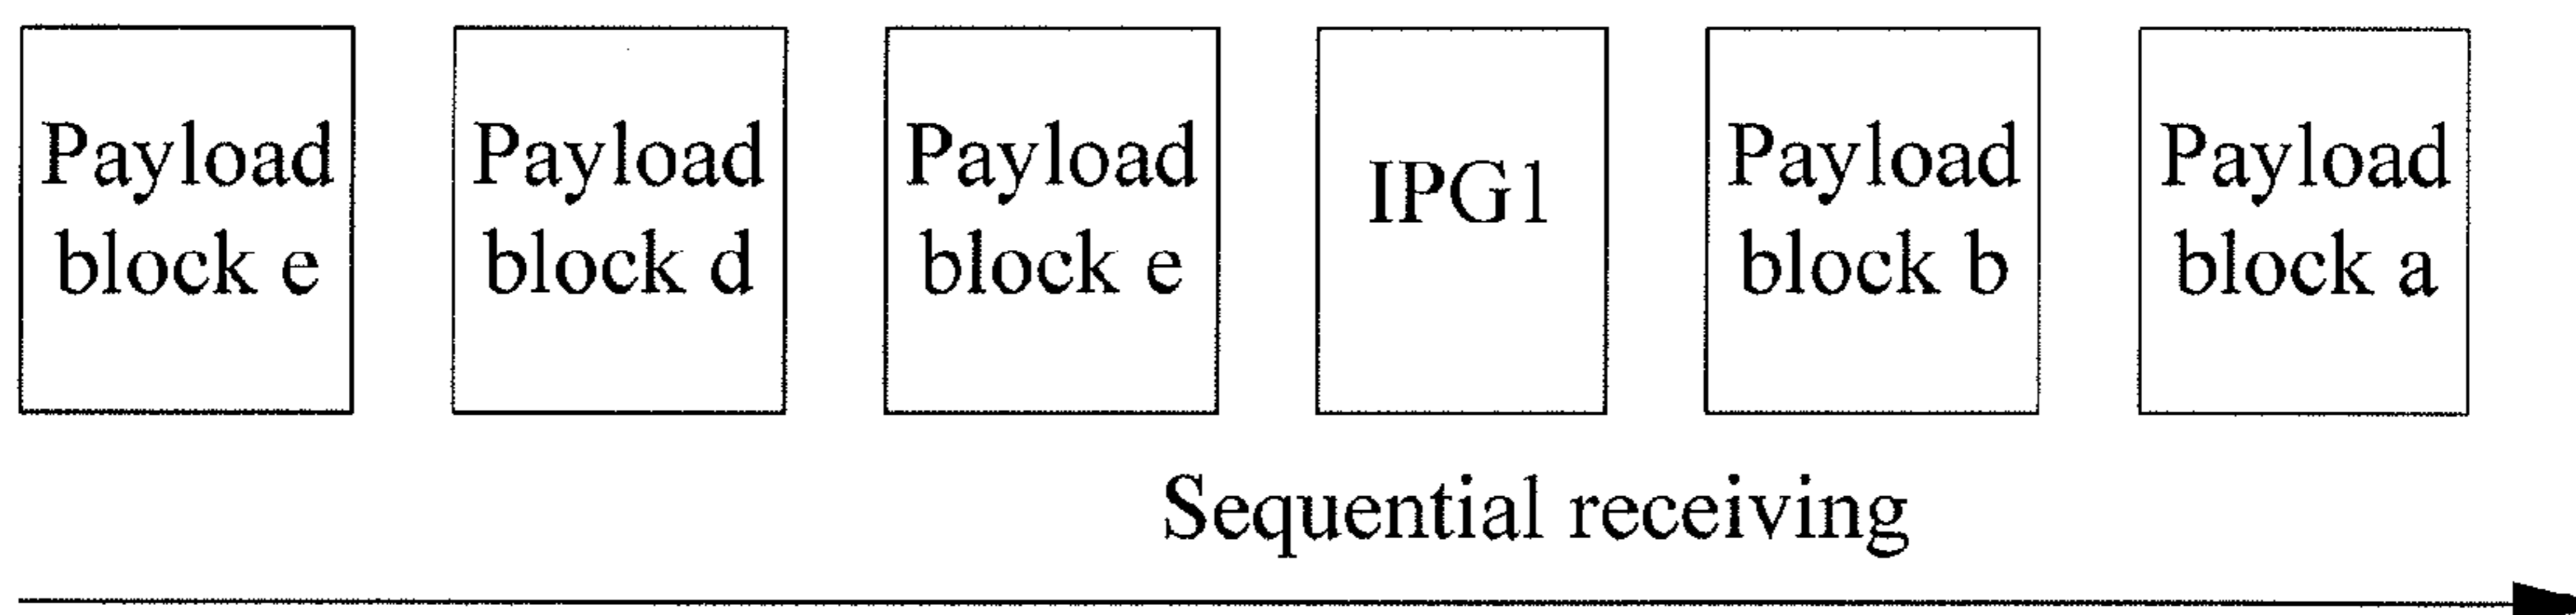 Payload
block e
Payload
block d
Payload
block e
IPG1
Payload
block b
Payload
block a
Sequential receiving